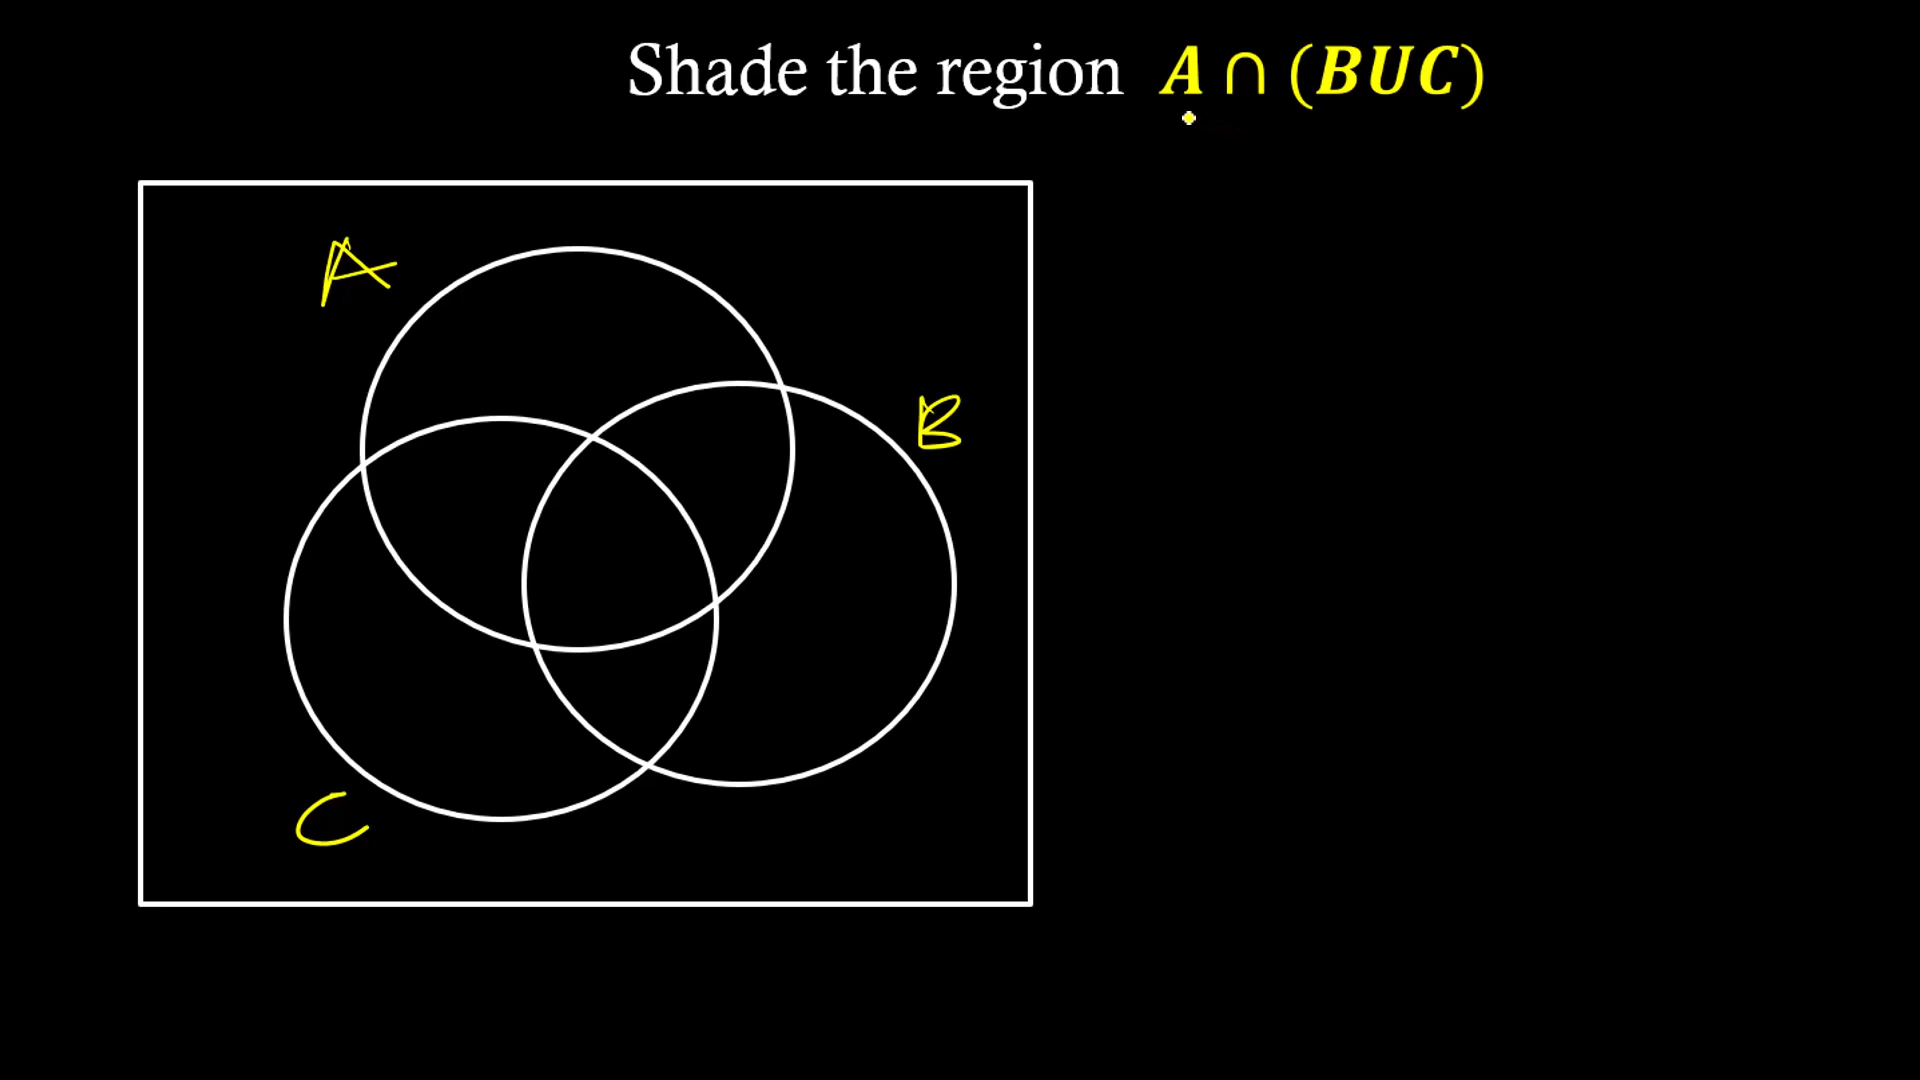 Shade the region A ∩ (BUC)
A
B
C